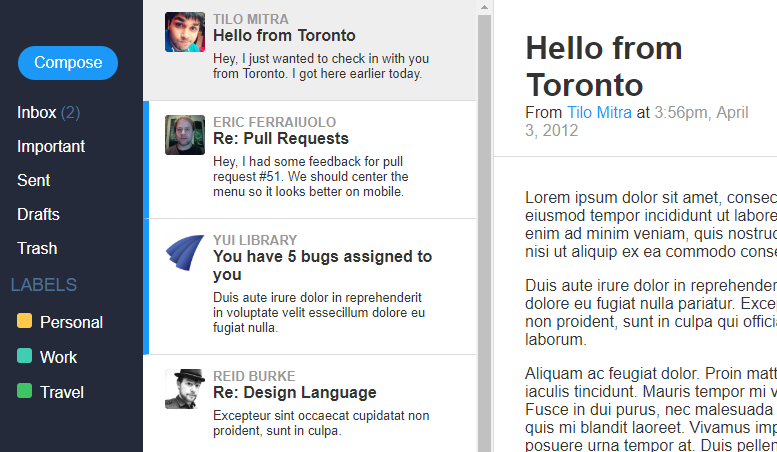 Compose
Inbox (2)
Important
Sent
Drafts
Trash
LABELS
Personal
Work
Travel
TILO MITRA
Hello from Toronto
Hey, I just wanted to check in with you
from Toronto. I got here earlier today.
ERIC FERRAIUOLO
Re: Pull Requests
Hey, I had some feedback for pull
request #51. We should center the
menu so it looks better on mobile.
YUI LIBRARY
You have 5 bugs assigned to
you
Duis aute irure dolor in reprehenderit
in voluptate velit essecillum dolore eu
fugiat nulla.
REID BURKE
Re: Design Language
Excepteur sint occaecat cupidatat non
proident, sunt in culpa.
Hello from
Toronto
From Tilo Mitra at 3:56pm, April
3, 2012
Lorem ipsum dolor sit amet, consec
eiusmod tempor incididunt ut labore
enim ad minim veniam, quis nostrud
nisi ut aliquip ex ea commodo conse
Duis aute irure dolor in reprehender
dolore eu fugiat nulla pariatur. Excep
non proident, sunt in culpa qui offici
laborum.
Aliquam ac feugiat dolor. Proin matt
iaculis tincidunt. Mauris tempor mi v
Fusce in dui purus, nec malesuada
quis mi blandit laoreet. Vivamus imp
posuere urna tempor at. Duis pellen